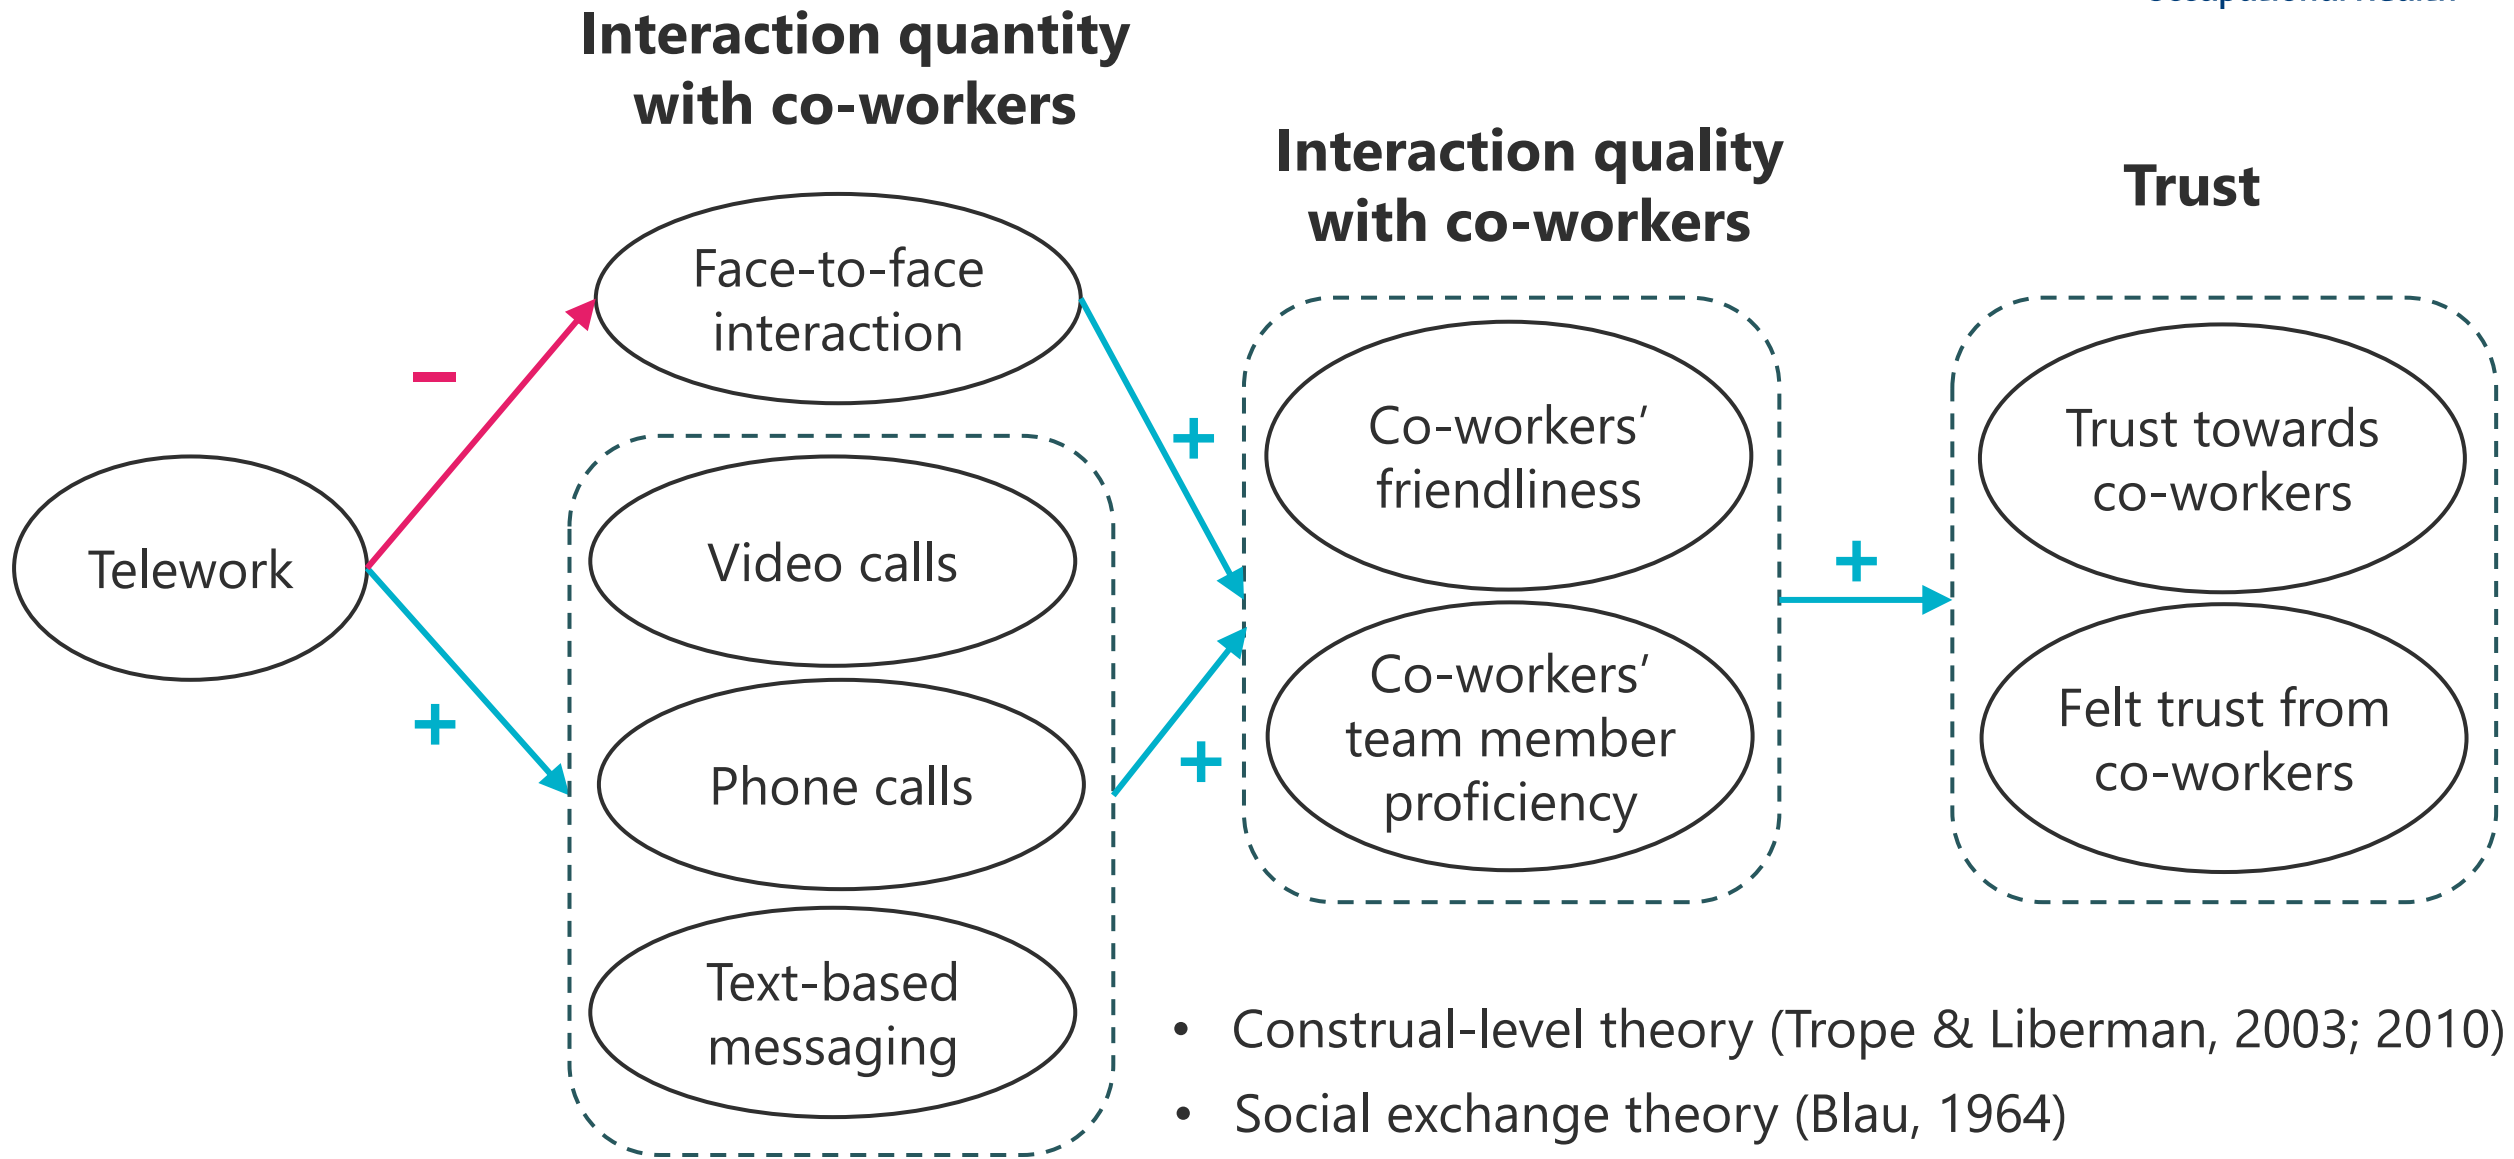 Occupational Health
Interaction quantity
with co-workers
Interaction quality
with co-workers
Trust
Face-to-face
interaction
–
+
Co-workers‘
friendliness
Trust towards
co-workers
Telework
Video calls
+
+
+
Co-workers‘
team member
proficiency
Felt trust from
co-workers
Phone calls
Text-based
messaging
• Construal-level theory (Trope & Liberman, 2003; 2010)
• Social exchange theory (Blau, 1964)